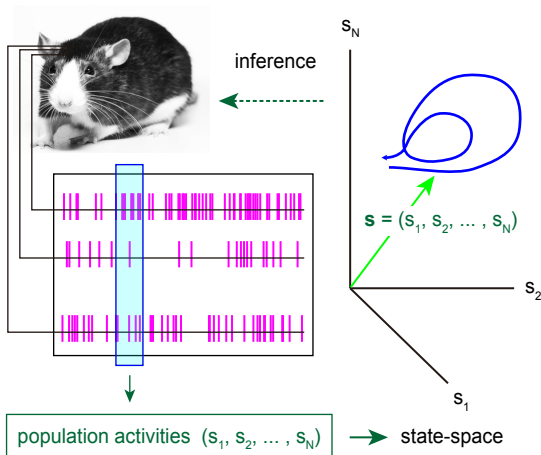 s_N
inference
s = (s_1, s_2, ... , s_N)
s_2
s_1
population activities (s_1, s_2, ... , s_N)
state-space